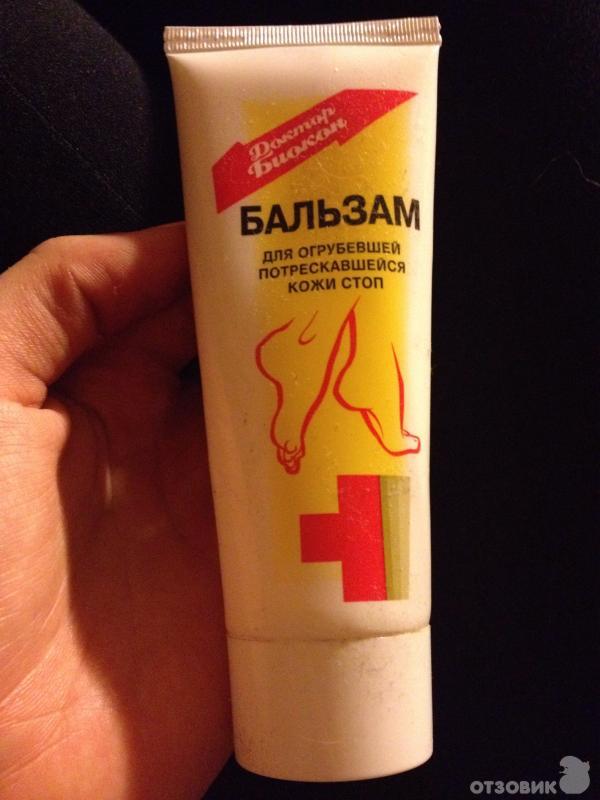 Доктор
Биокон
БАЛЬЗАМ
ДЛЯ ОГРУБЕВШЕЙ
ПОТРЕСКАВШЕЙСЯ
КОЖИ СТОП
ОТЗОВИК